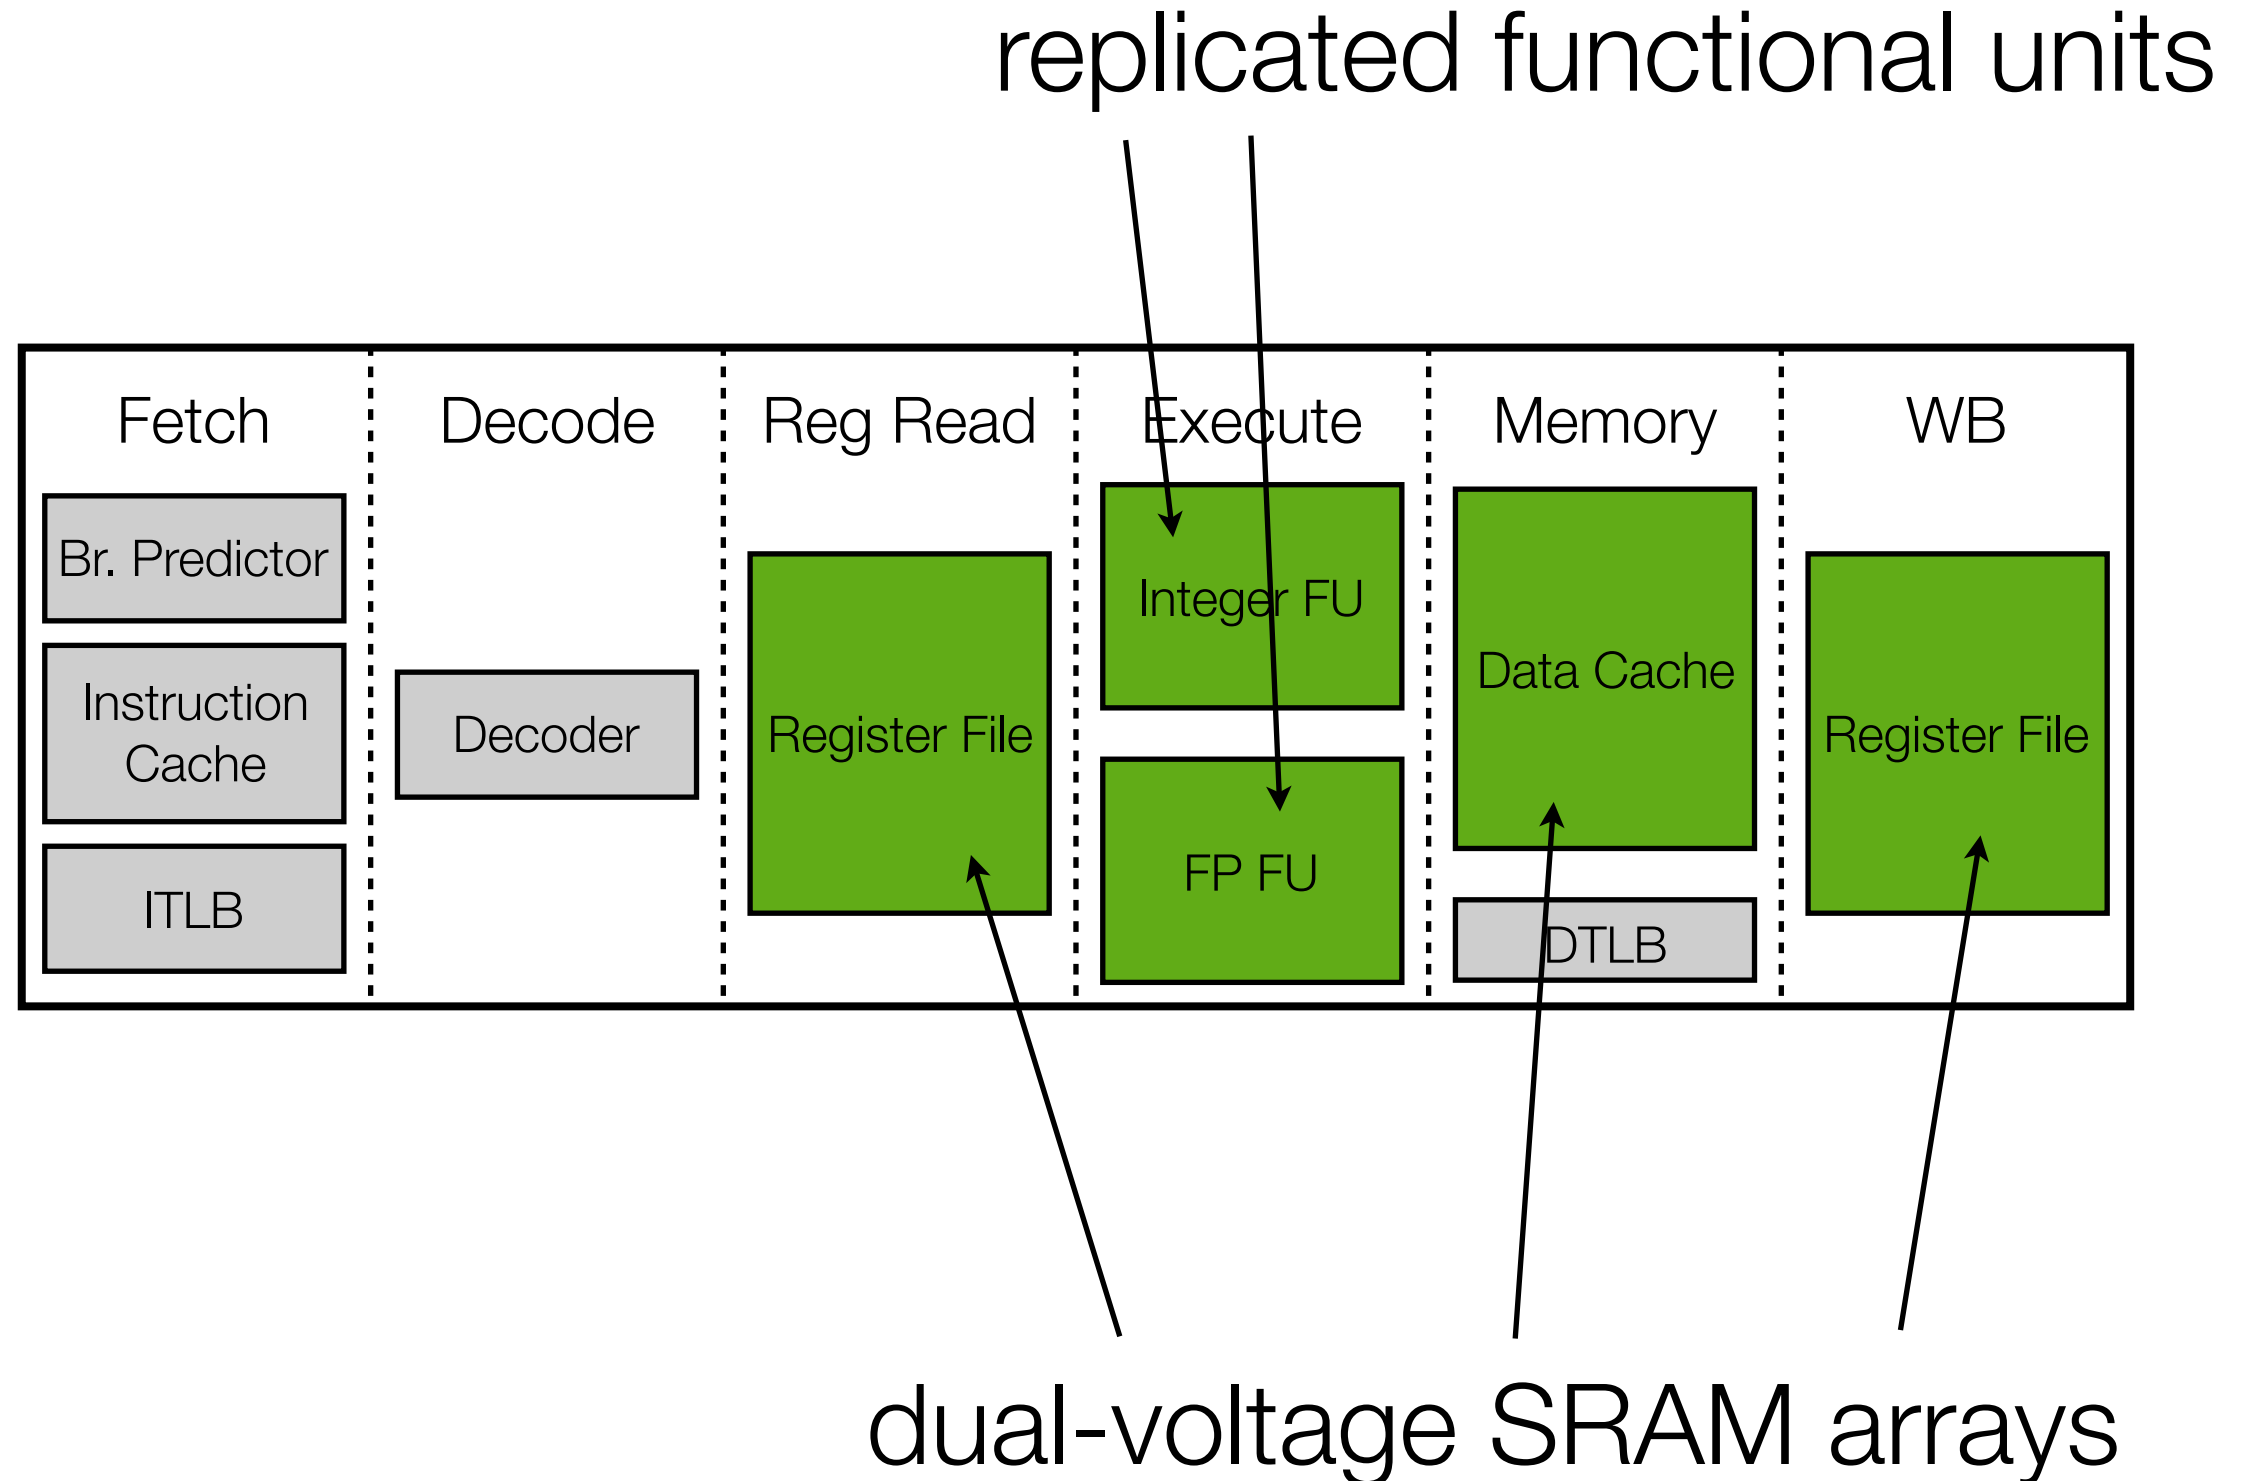 replicated functional units
Fetch
Decode
Reg Read
Execute
Memory
WB
Br. Predictor
Instruction
Cache
ITLB
Decoder
Register File
Integer FU
FP FU
Data Cache
DTLB
Register File
dual-voltage SRAM arrays